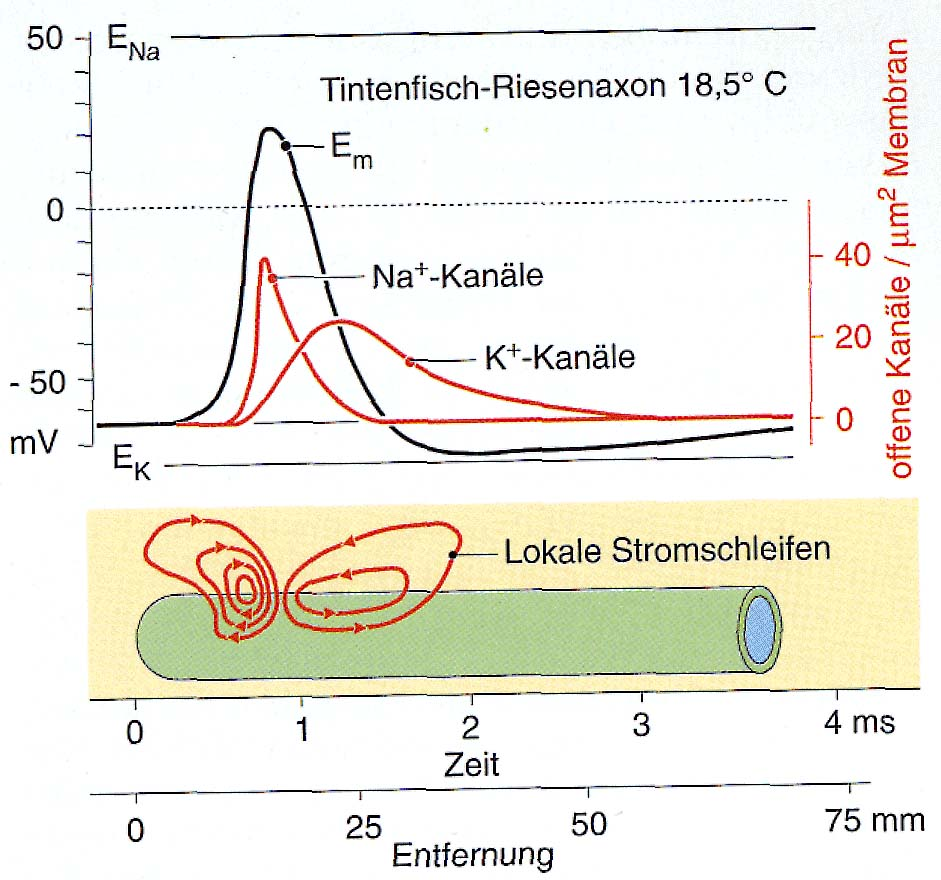 50
E_Na
Tintenfisch-Riesenaxon 18,5° C
E_m
0
Na⁺-Kanäle
40
K⁺-Kanäle
20
- 50
0
mV
E_K
offene Kanäle / µm² Membran
Lokale Stromschleifen
0 1 2 3 4 ms
Zeit
0 25 50 75 mm
Entfernung